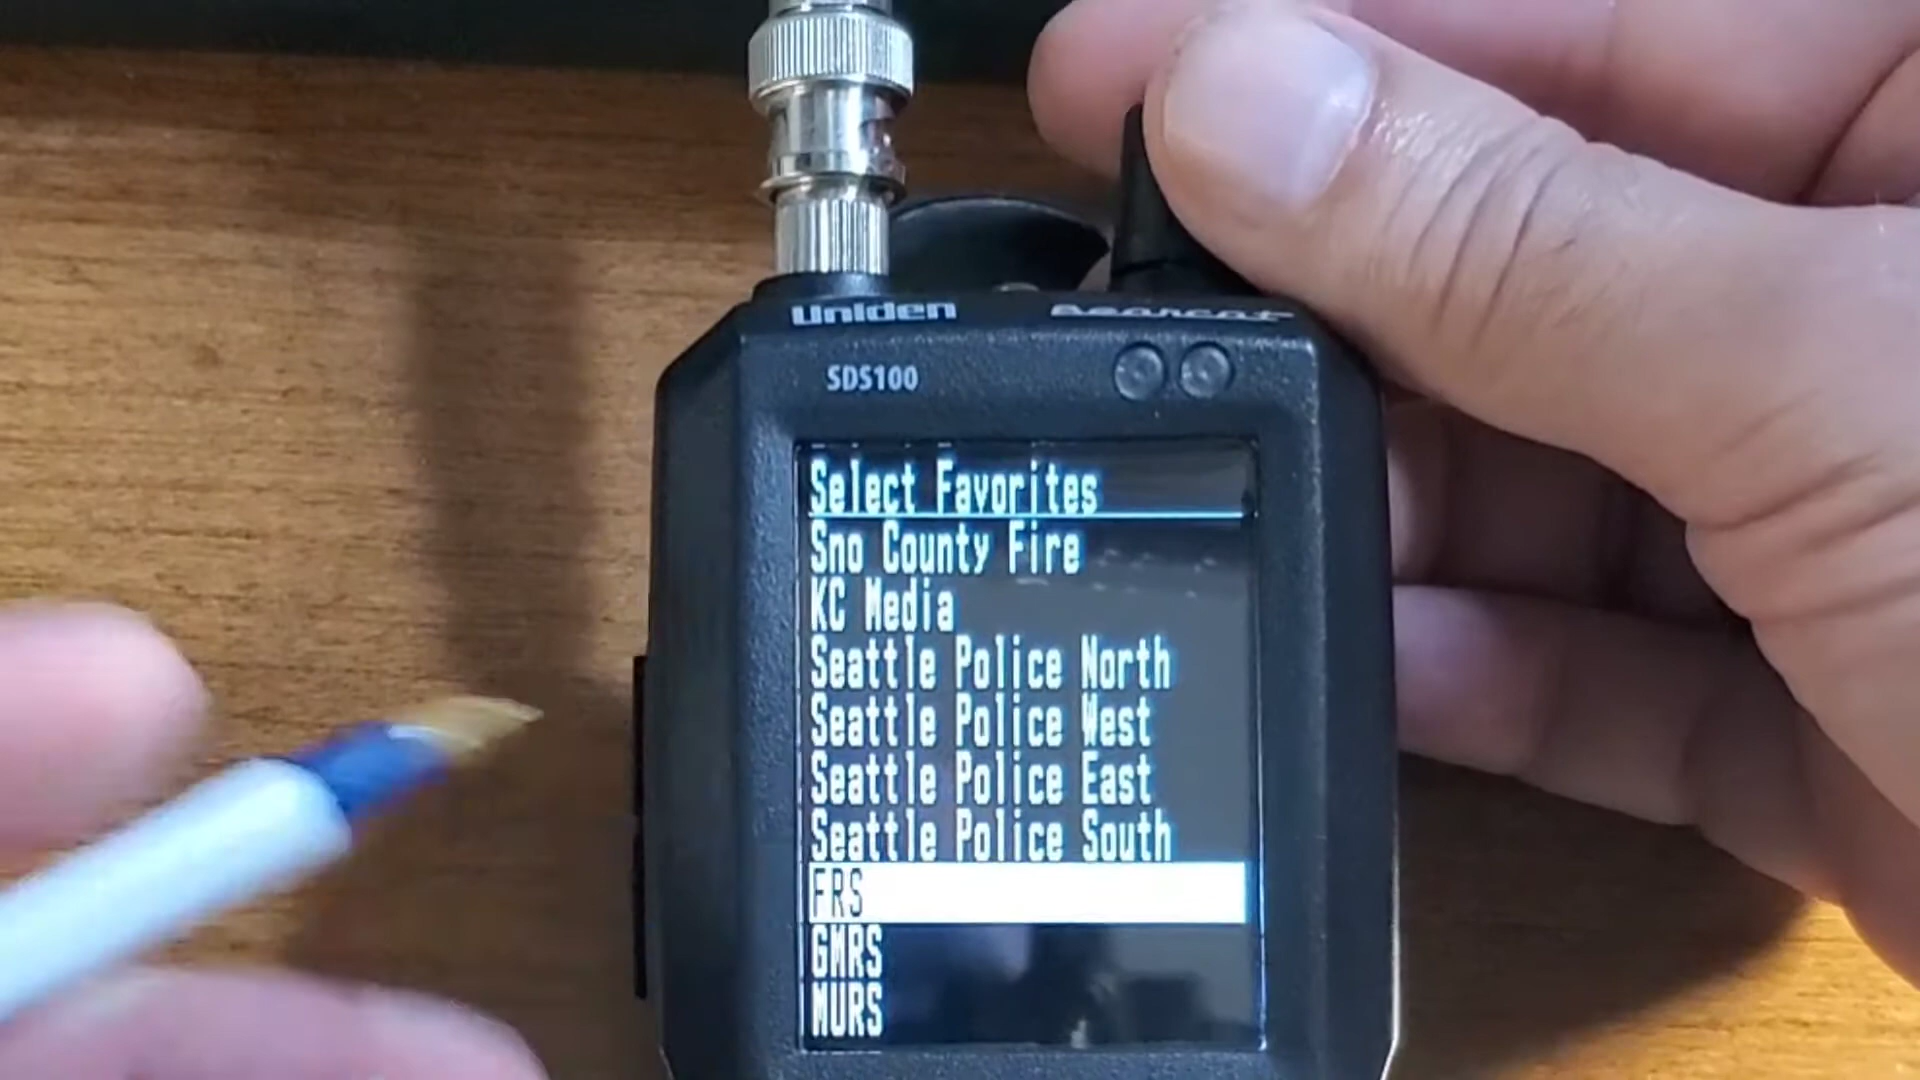 Uniden Bearcat
SDS100
Select Favorites
Sno County Fire
KC Media
Seattle Police North
Seattle Police West
Seattle Police East
Seattle Police South
FRS
GMRS
MURS